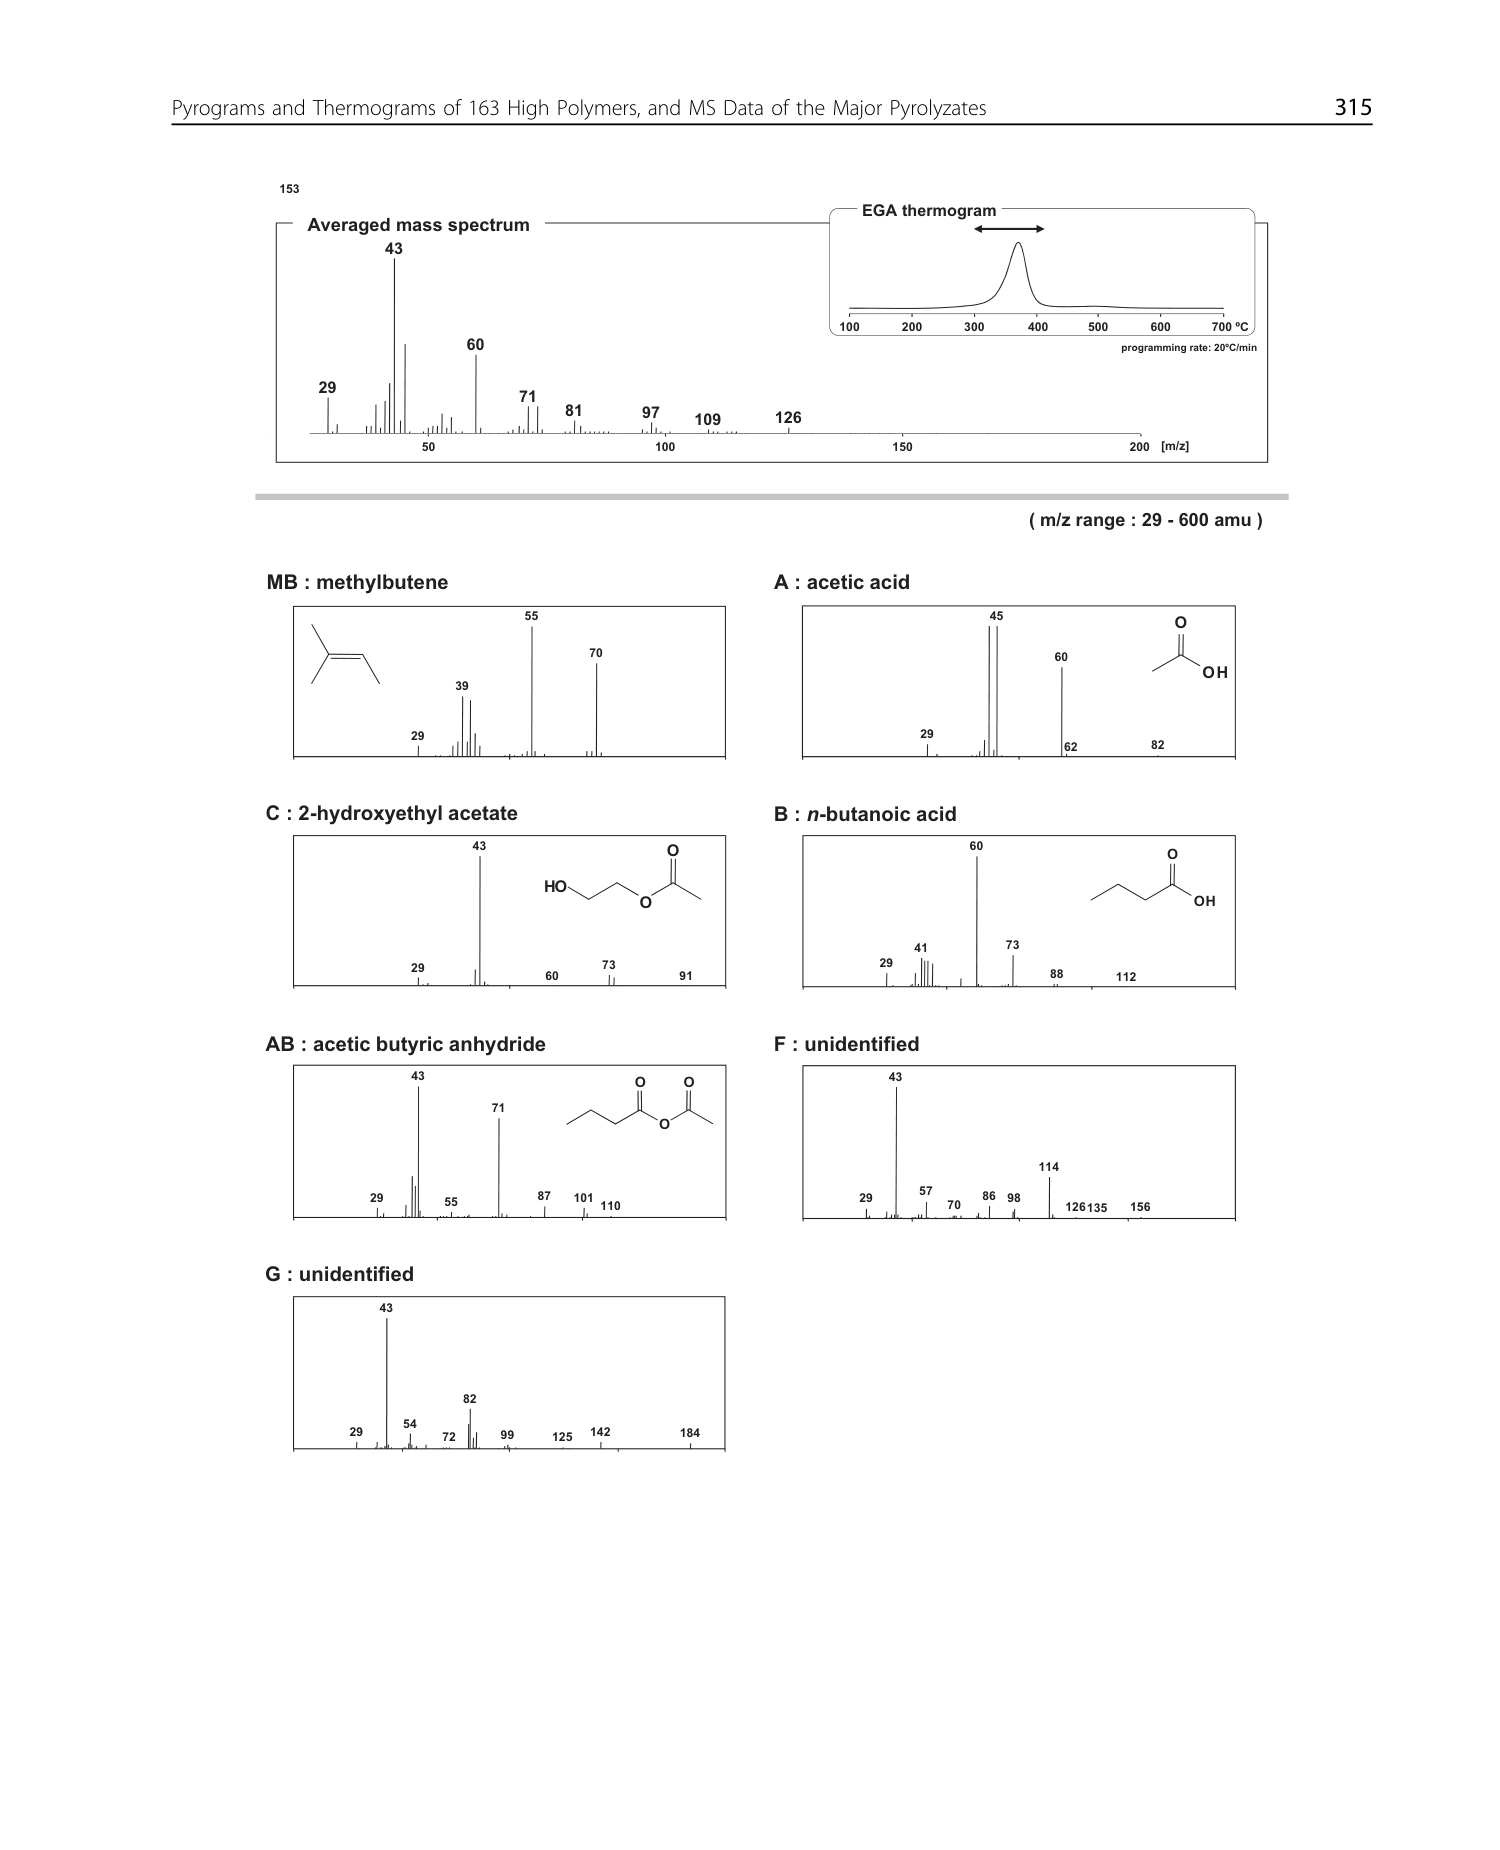 Pyrograms and Thermograms of 163 High Polymers, and MS Data of the Major Pyrolyzates 315
153
Averaged mass spectrum
EGA thermogram
100 200 300 400 500 600 700 ºC
programming rate: 20ºC/min
43
60
29
71
81
97
109
126
50 100 150 200 [m/z]
( m/z range : 29 - 600 amu )
MB : methylbutene
55
70
39
29
A : acetic acid
45
O
60
OH
29
62
82
C : 2-hydroxyethyl acetate
43
O
HO
O
29
60
73
91
B : n-butanoic acid
60
O
OH
73
41
29
88
112
AB : acetic butyric anhydride
43
O O
71
O
29
55
87
101
110
F : unidentified
43
114
29
57
70
86
98
126
135
156
G : unidentified
43
82
54
29
72
99
125
142
184